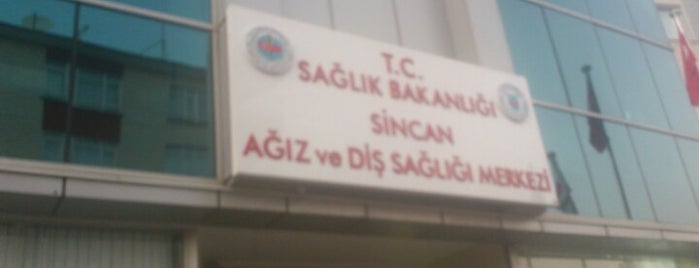 T.C.
SAĞLIK BAKANLIĞI
SİNCAN
AĞIZ ve DİŞ SAĞLIĞI MERKEZİ